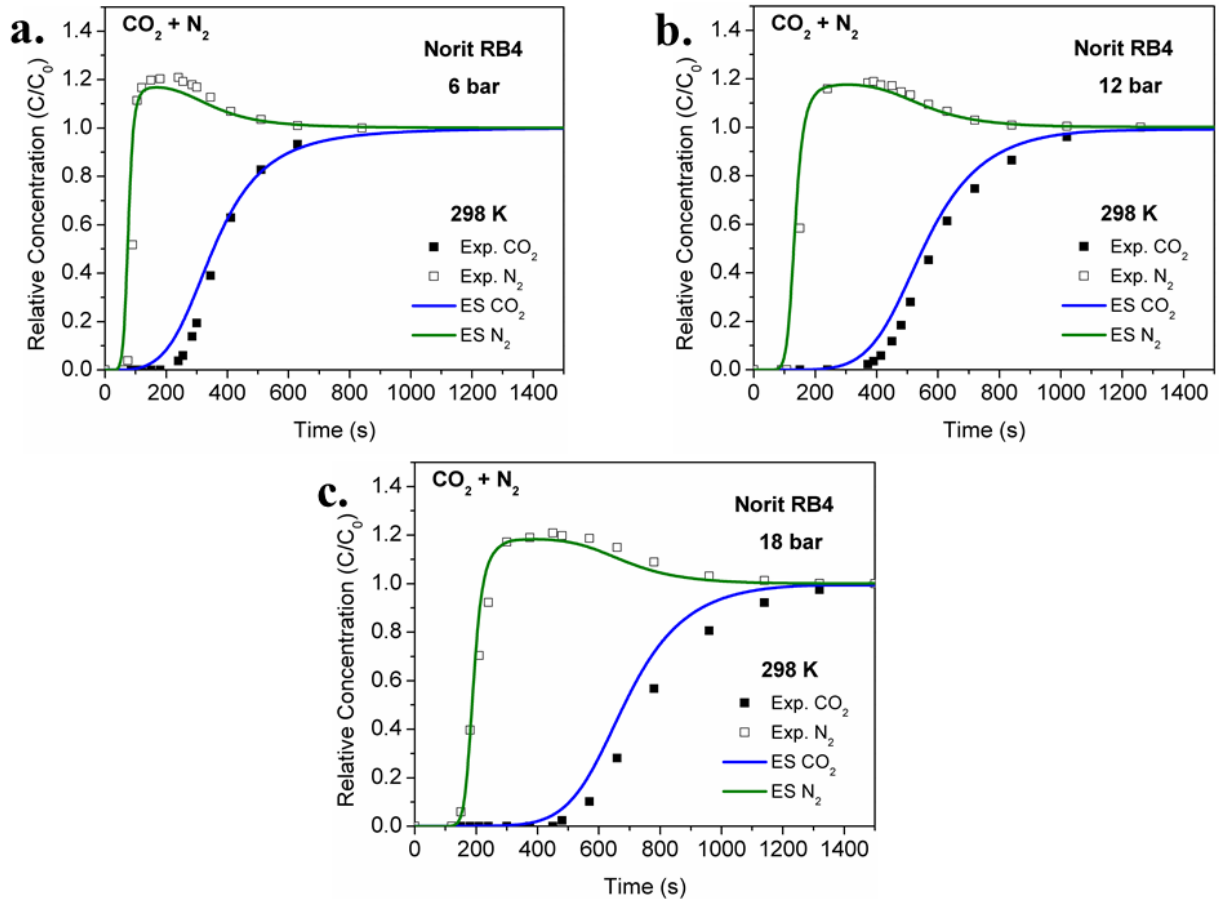 a.
CO₂ + N₂
Norit RB4
6 bar
298 K
Exp. CO₂
Exp. N₂
ES CO₂
ES N₂
Relative Concentration (C/C₀)
0.0
0.2
0.4
0.6
0.8
1.0
1.2
1.4
0 200 400 600 800 1000 1200 1400
Time (s)
b.
CO₂ + N₂
Norit RB4
12 bar
298 K
Exp. CO₂
Exp. N₂
ES CO₂
ES N₂
Relative Concentration (C/C₀)
1.4
1.2
1.0
0.8
0.6
0.4
0.2
0.0
0 200 400 600 800 1000 1200 1400
Time (s)
c.
CO₂ + N₂
Norit RB4
18 bar
298 K
Exp. CO₂
Exp. N₂
ES CO₂
ES N₂
Relative Concentration (C/C₀)
1.4
1.2
1.0
0.8
0.6
0.4
0.2
0.0
0 200 400 600 800 1000 1200 1400
Time (s)